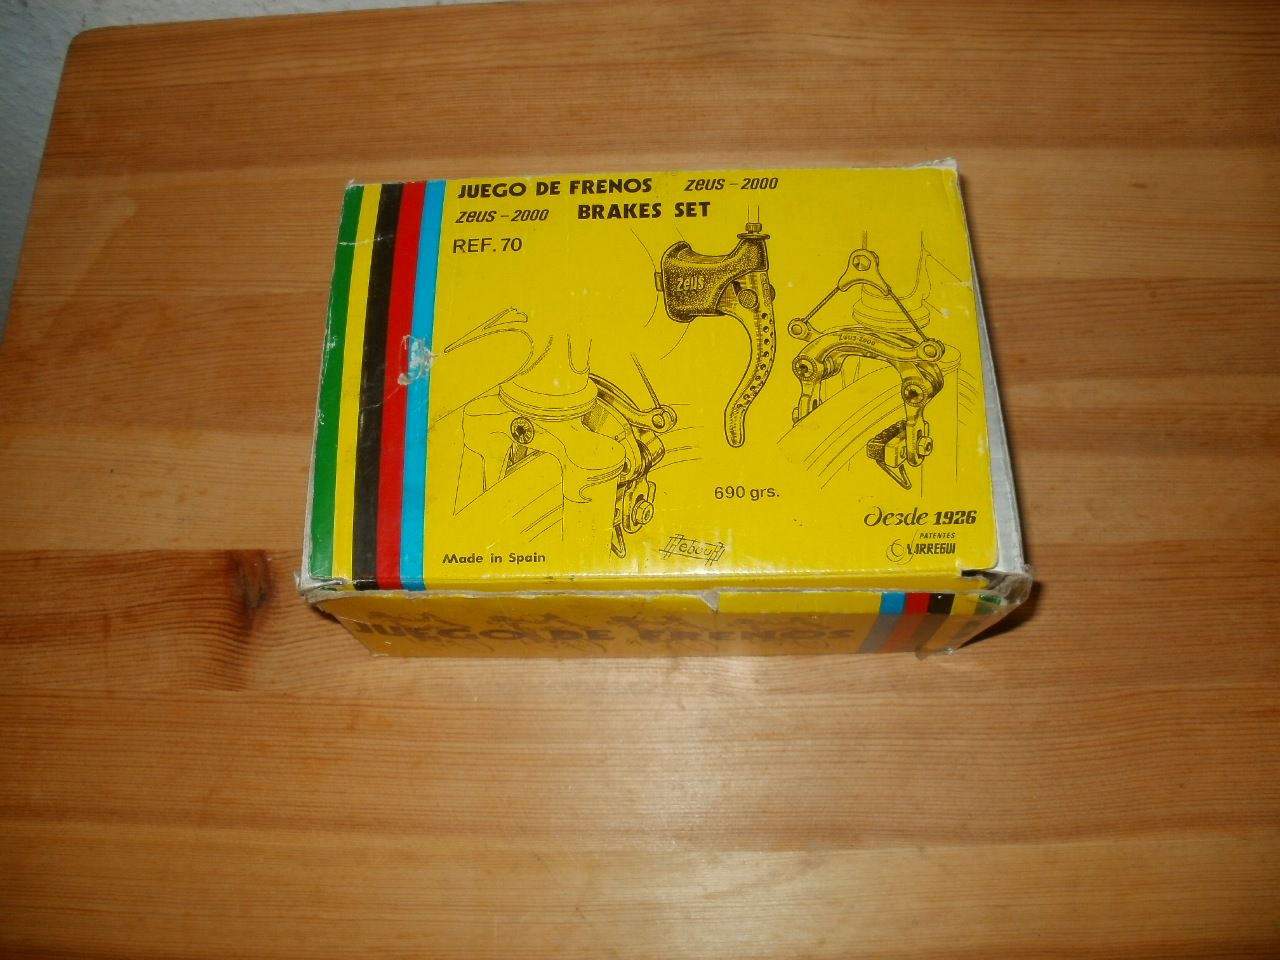 JUEGO DE FRENOS zeus-2000
zeus-2000 BRAKES SET
REF. 70
zeus
zeus-2000
690 grs.
Desde 1926
PATENTES
LARREGUI
Made in Spain
JUEGO DE FRENOS